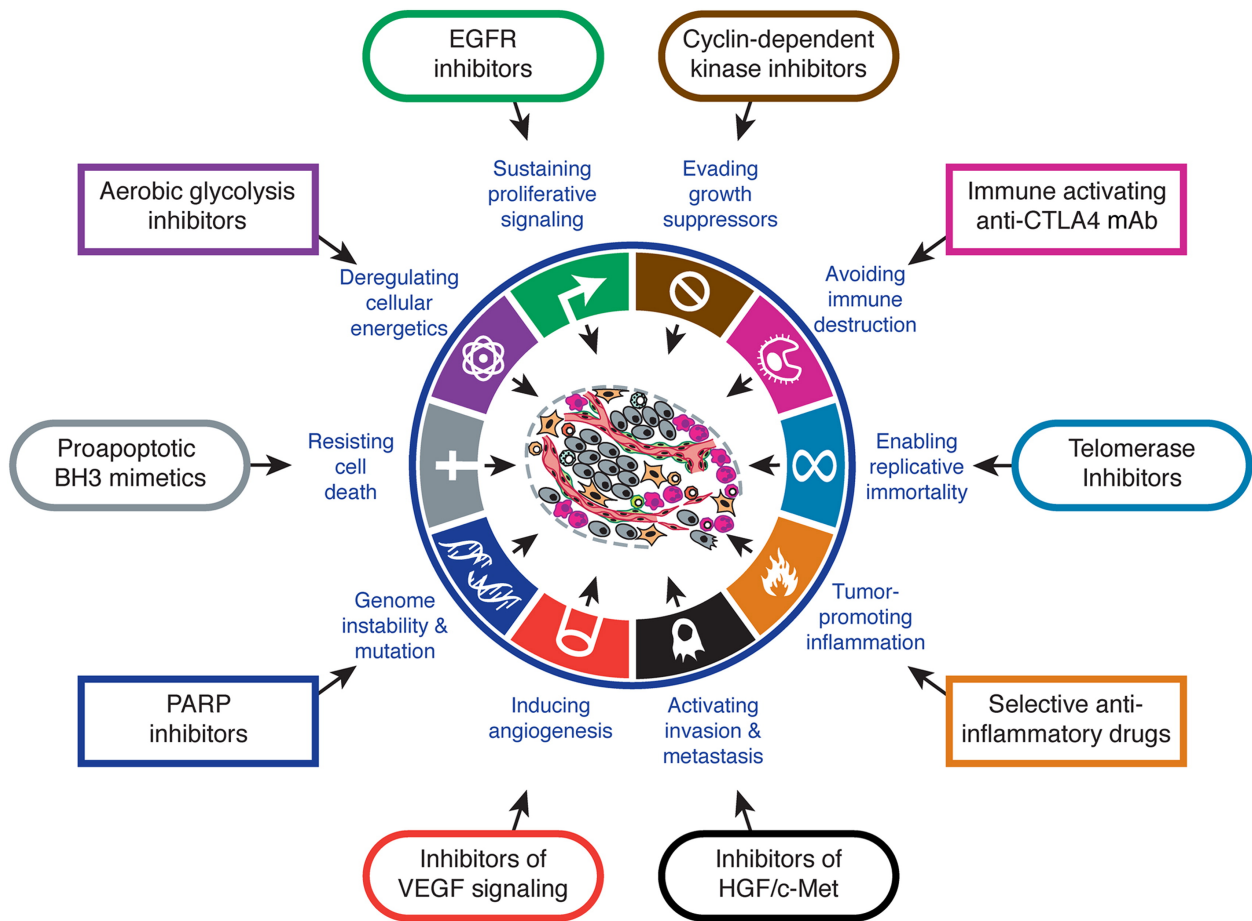 EGFR
inhibitors
Cyclin-dependent
kinase inhibitors
Sustaining
proliferative
signaling
Evading
growth
suppressors
Aerobic glycolysis
inhibitors
Immune activating
anti-CTLA4 mAb
Deregulating
cellular
energetics
Avoiding
immune
destruction
Proapoptotic
BH3 mimetics
Resisting
cell
death
Enabling
replicative
immortality
Telomerase
Inhibitors
Genome
instability &
mutation
Tumor-
promoting
inflammation
PARP
inhibitors
Inducing
angiogenesis
Activating
invasion &
metastasis
Selective anti-
inflammatory drugs
Inhibitors of
VEGF signaling
Inhibitors of
HGF/c-Met